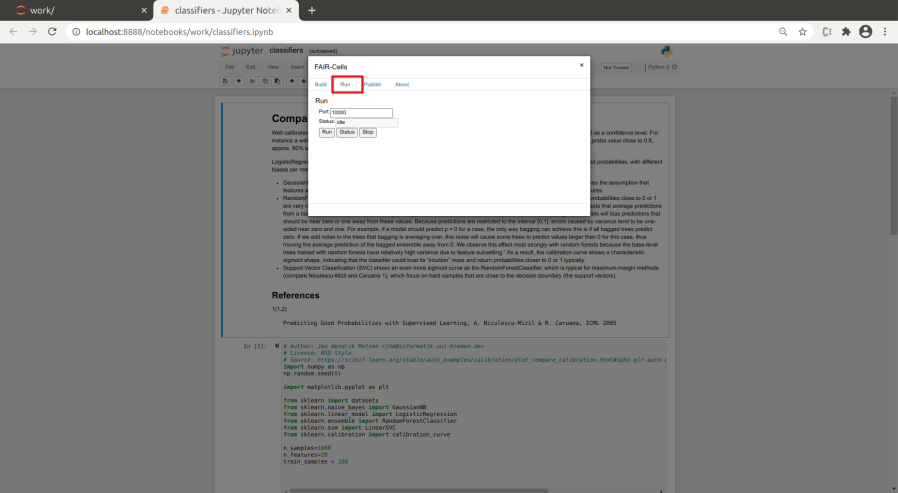 work/
classifiers - Jupyter Noteb
localhost:8888/notebooks/work/classifiers.ipynb
jupyter classifiers (autosaved)
File Edit View Insert
Not Trusted
Python 3
FAIR-Cells
Build Run Publish About
Run
Port: 10000
Status: idle
Run Status Stop
Compa
Well calibrated
d as a confidence level. For
instance a well
proba value close to 0.8,
approx. 80% a
LogisticRegres
ed probabilities, with different
biases per met
Gaussian
es the assumption that
features a
ures.
RandomF
probabilities close to 0 or 1
are very r
ods that average predictions
from a ba
dels will bias predictions that
should be near zero or one away from these values. Because predictions are restricted to the interval [0,1], errors caused by variance tend to be one-
sided near zero and one. For example, if a model should predict p = 0 for a case, the only way bagging can achieve this is if all bagged trees predict
zero. If we add noise to the trees that bagging is averaging over, this noise will cause some trees to predict values larger than 0 for this case, thus
moving the average prediction of the bagged ensemble away from 0. We observe this effect most strongly with random forests because the base-level
trees trained with random forests have relatively high variance due to feature subsetting." As a result, the calibration curve shows a characteristic
sigmoid shape, indicating that the classifier could trust its "intuition" more and return probabilities closer to 0 or 1 typically.
Support Vector Classification (SVC) shows an even more sigmoid curve as the RandomForestClassifier, which is typical for maximum-margin methods
(compare Niculescu-Mizil and Caruana 1), which focus on hard samples that are close to the decision boundary (the support vectors).
References
1(1,2)
Predicting Good Probabilities with Supervised Learning, A. Niculescu-Mizil & R. Caruana, ICML 2005
In [1]:
# Author: Jan Hendrik Metzen <jhm@informatik.uni-bremen.de>
# License: BSD Style.
# Source: https://scikit-learn.org/stable/auto_examples/calibration/plot_compare_calibration.html#sphx-glr-auto-e
import numpy as np
np.random.seed(0)
import matplotlib.pyplot as plt
from sklearn import datasets
from sklearn.naive_bayes import GaussianNB
from sklearn.linear_model import LogisticRegression
from sklearn.ensemble import RandomForestClassifier
from sklearn.svm import LinearSVC
from sklearn.calibration import calibration_curve
n_samples=1000
n_features=20
train_samples = 100